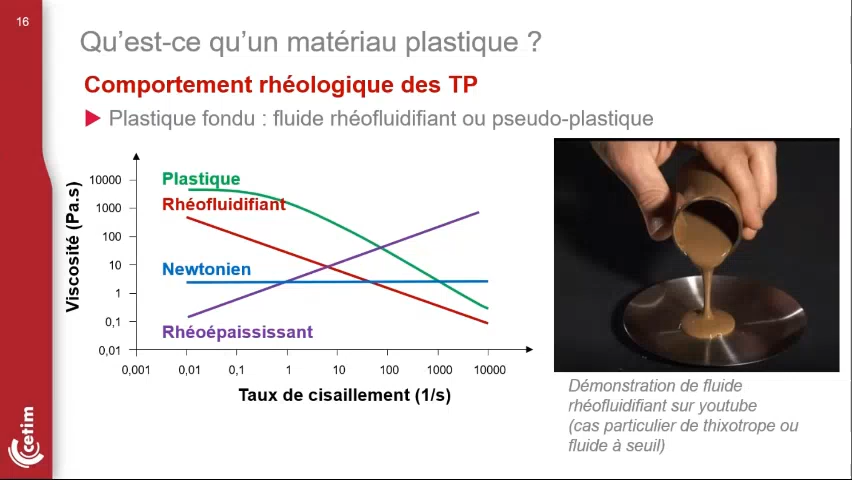 16
Qu’est-ce qu’un matériau plastique ?
Comportement rhéologique des TP
Plastique fondu : fluide rhéofluidifiant ou pseudo-plastique
Viscosité (Pa.s)
10000
1000
100
10
1
0,1
0,01
Plastique
Rhéofluidifiant
Newtonien
Rhéoépaississant
0,001 0,01 0,1 1 10 100 1000 10000
Taux de cisaillement (1/s)
Démonstration de fluide
rhéofluidifiant sur youtube
(cas particulier de thixotrope ou
fluide à seuil)
cetim